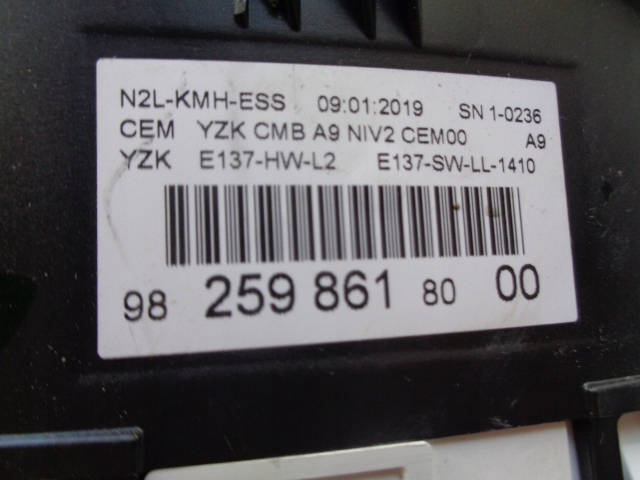 N2L-KMH-ESS 09:01:2019 SN 1-0236
CEM YZK CMB A9 NIV2 CEM00 A9
YZK E137-HW-L2 E137-SW-LL-1410
98 259 861 80 00